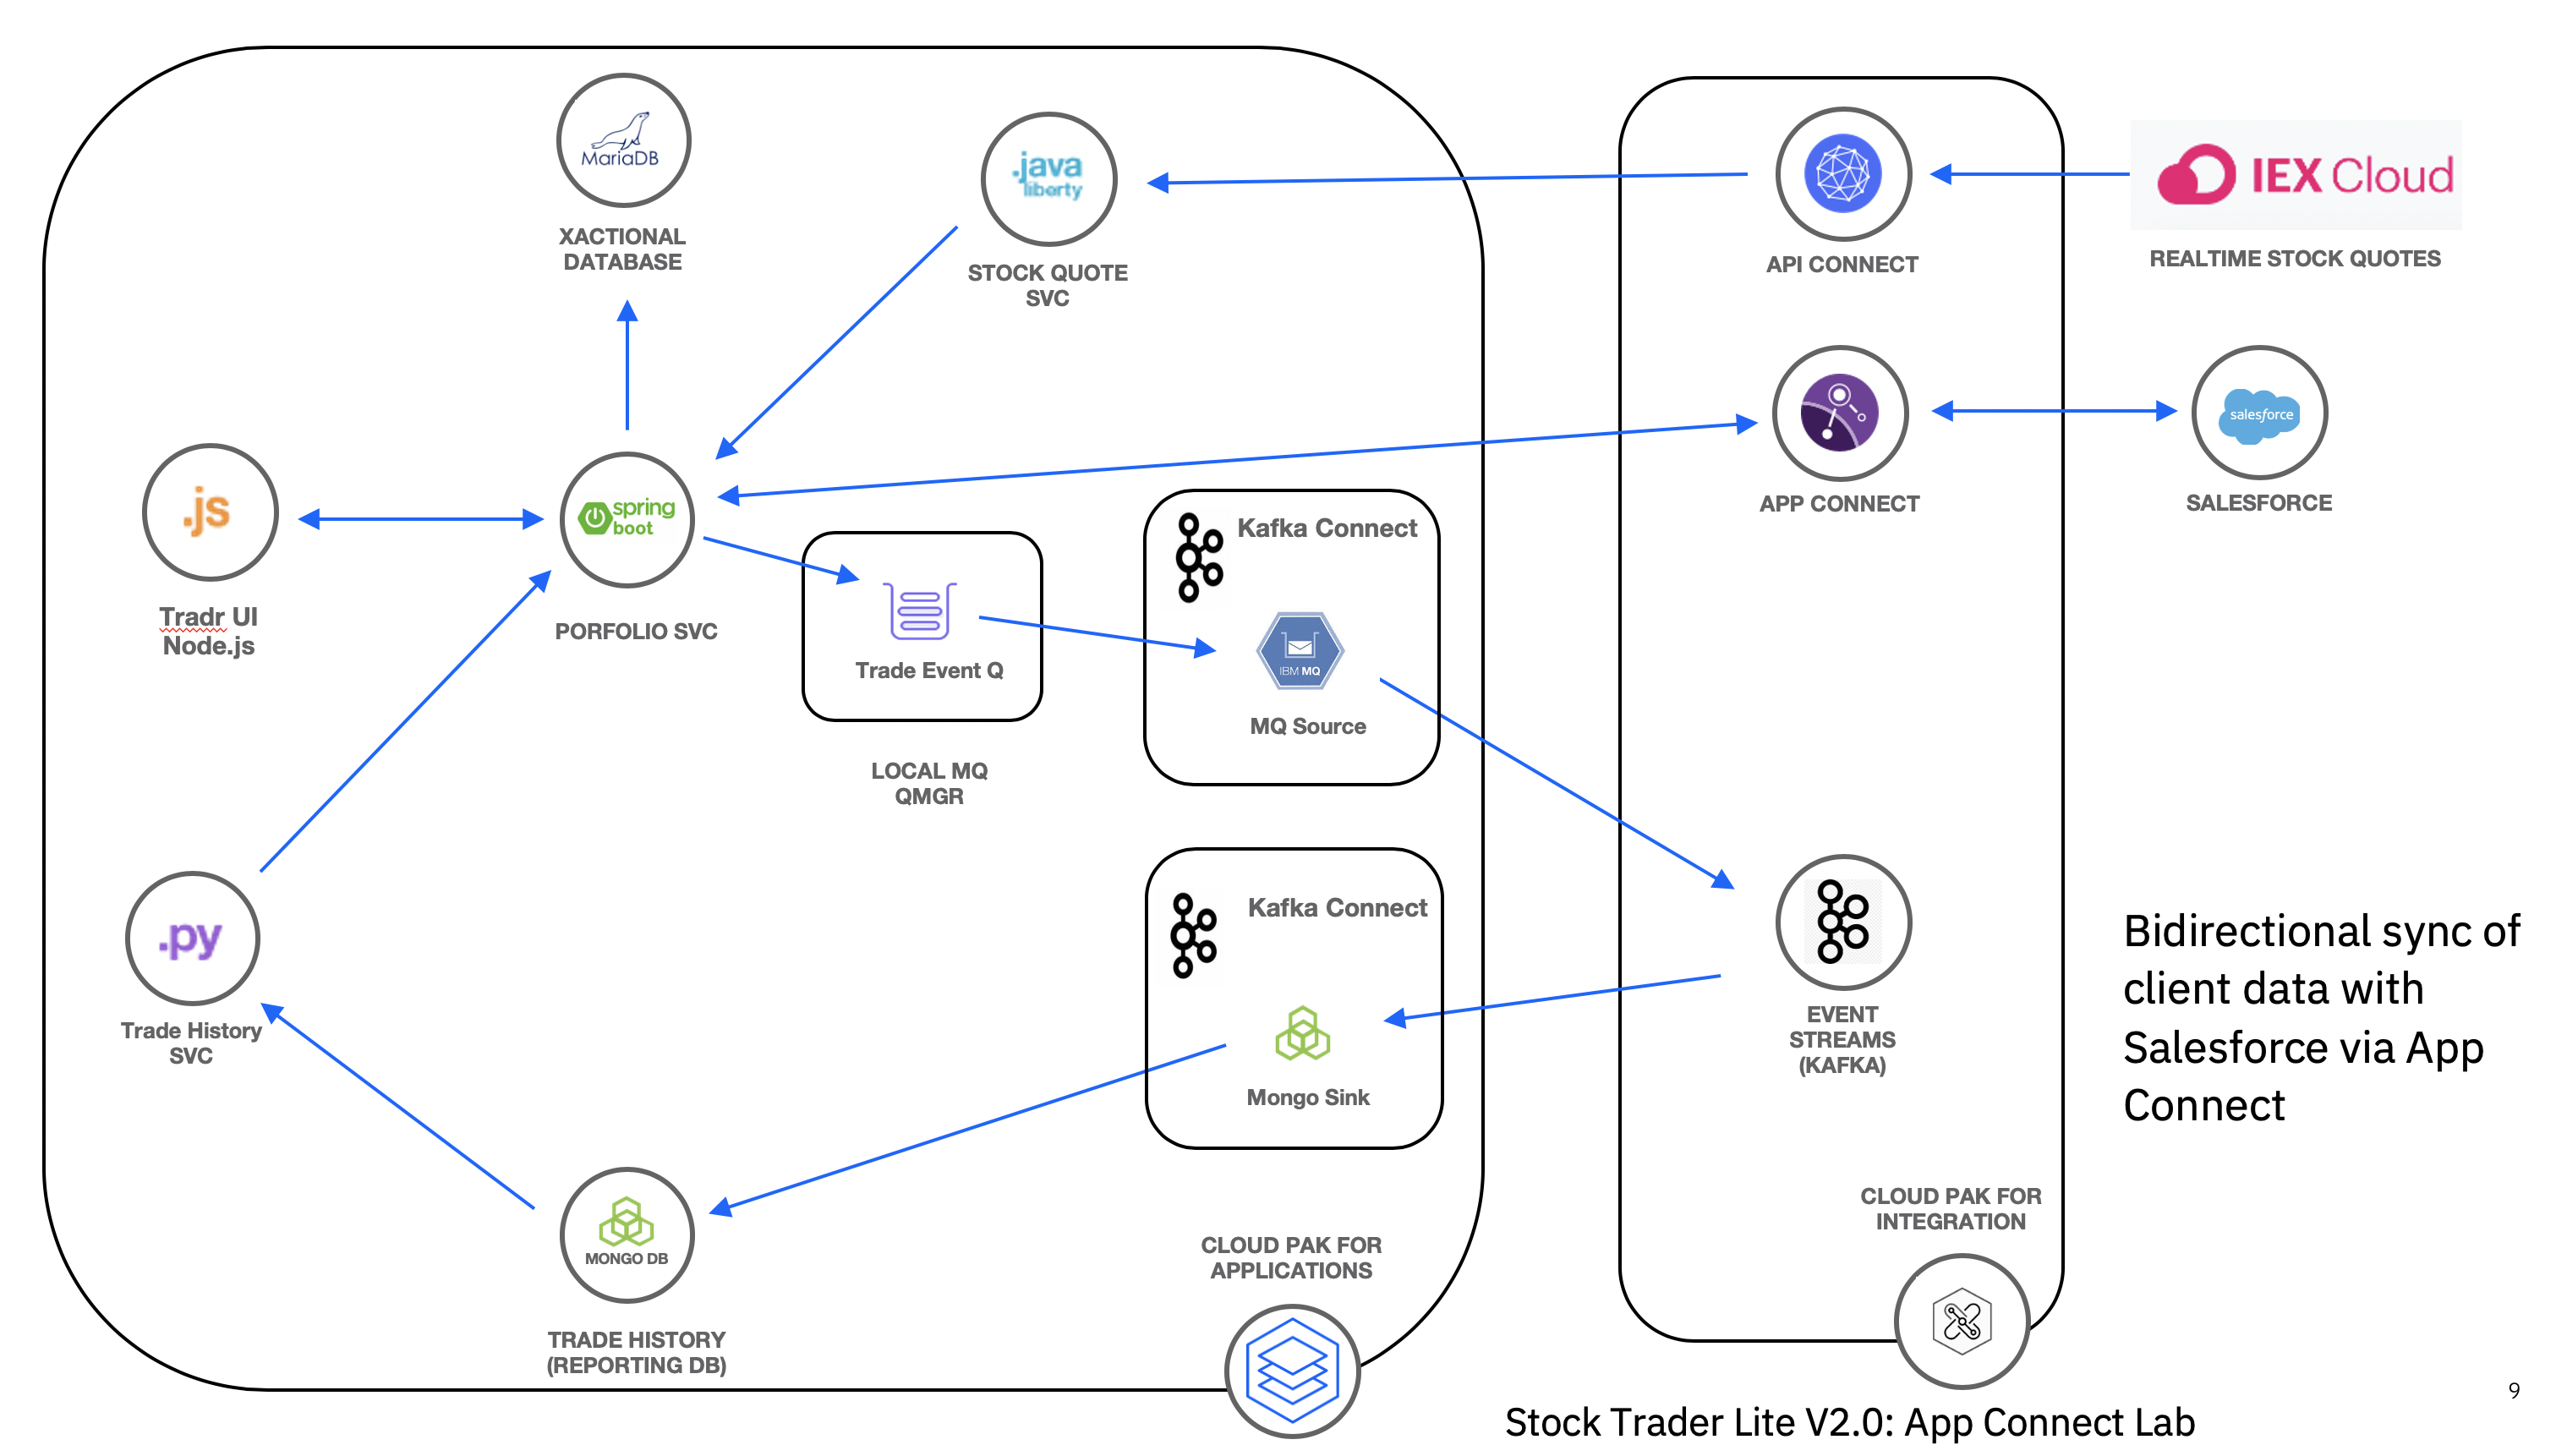 MariaDB
XACTIONAL
DATABASE
.java
liberty
STOCK QUOTE
SVC
API CONNECT
IEX Cloud
REALTIME STOCK QUOTES
APP CONNECT
salesforce
SALESFORCE
.js
Tradr UI
Node.js
spring
boot
PORFOLIO SVC
Trade Event Q
LOCAL MQ
QMGR
Kafka Connect
IBM MQ
MQ Source
Kafka Connect
Mongo Sink
EVENT
STREAMS
(KAFKA)
Bidirectional sync of
client data with
Salesforce via App
Connect
.py
Trade History
SVC
MONGO DB
TRADE HISTORY
(REPORTING DB)
CLOUD PAK FOR
APPLICATIONS
CLOUD PAK FOR
INTEGRATION
9
Stock Trader Lite V2.0: App Connect Lab